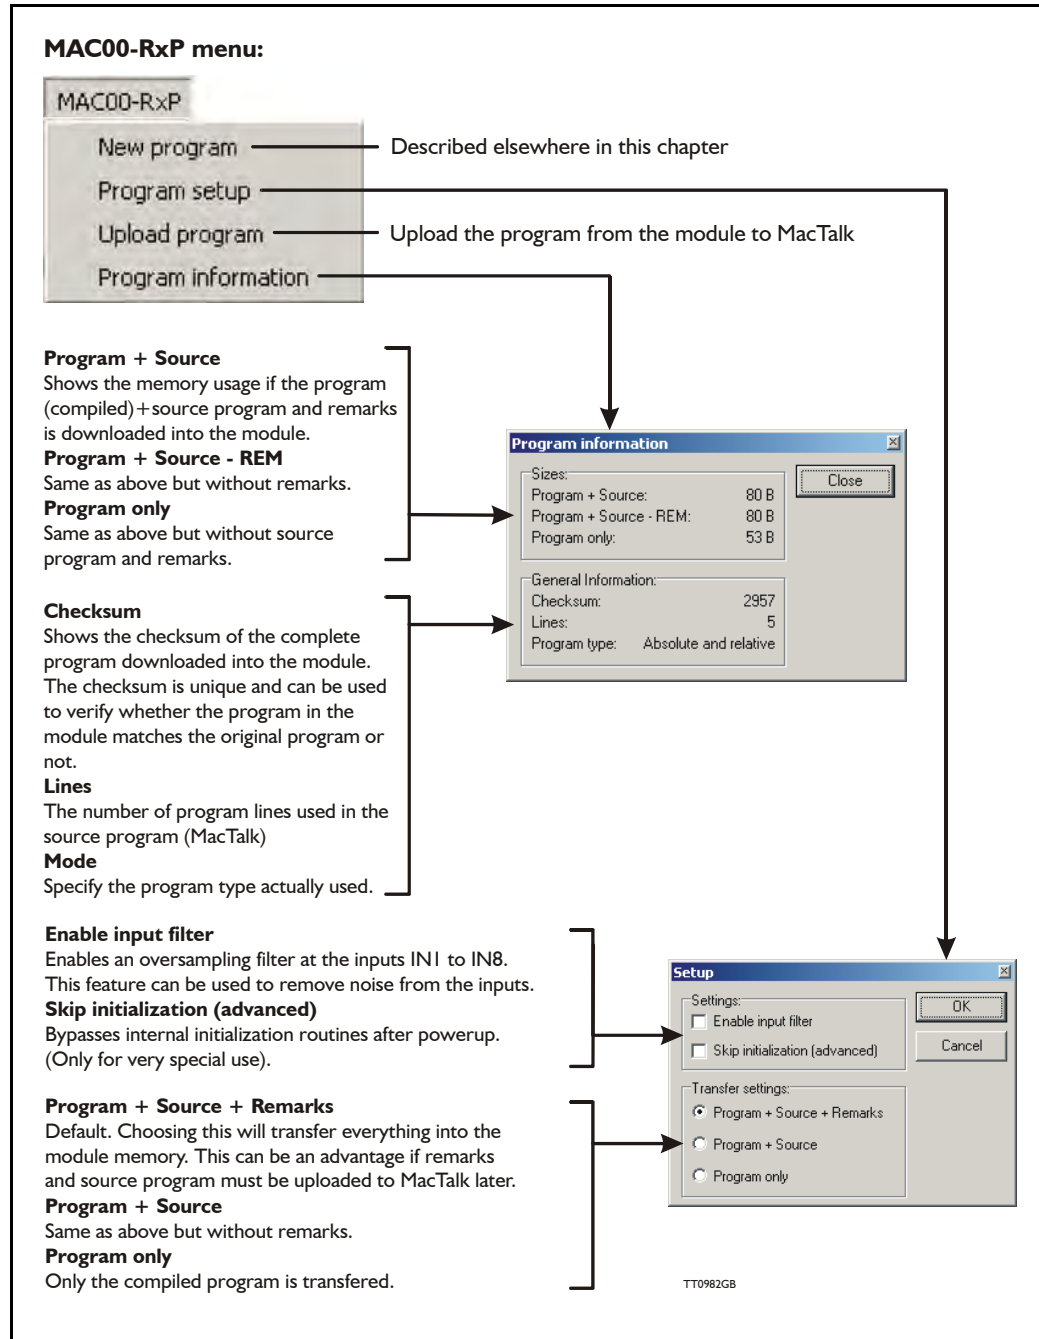 MAC00-RxP menu:
MAC00-RxP
New program
Described elsewhere in this chapter
Program setup
Upload program
Upload the program from the module to MacTalk
Program information
Program + Source
Shows the memory usage if the program
(compiled)+source program and remarks
is downloaded into the module.
Program + Source - REM
Same as above but without remarks.
Program only
Same as above but without source
program and remarks.
Program information
Sizes:
Program + Source: 80 B
Program + Source - REM: 80 B
Program only: 53 B
Close
General Information:
Checksum: 2957
Lines: 5
Program type: Absolute and relative
Checksum
Shows the checksum of the complete
program downloaded into the module.
The checksum is unique and can be used
to verify whether the program in the
module matches the original program or
not.
Lines
The number of program lines used in the
source program (MacTalk)
Mode
Specify the program type actually used.
Enable input filter
Enables an oversampling filter at the inputs IN1 to IN8.
This feature can be used to remove noise from the inputs.
Skip initialization (advanced)
Bypasses internal initialization routines after powerup.
(Only for very special use).
Setup
Settings:
Enable input filter
Skip initialization (advanced)
OK
Cancel
Transfer settings:
Program + Source + Remarks
Program + Source
Program only
Program + Source + Remarks
Default. Choosing this will transfer everything into the
module memory. This can be an advantage if remarks
and source program must be uploaded to MacTalk later.
Program + Source
Same as above but without remarks.
Program only
Only the compiled program is transfered.
TT0982GB